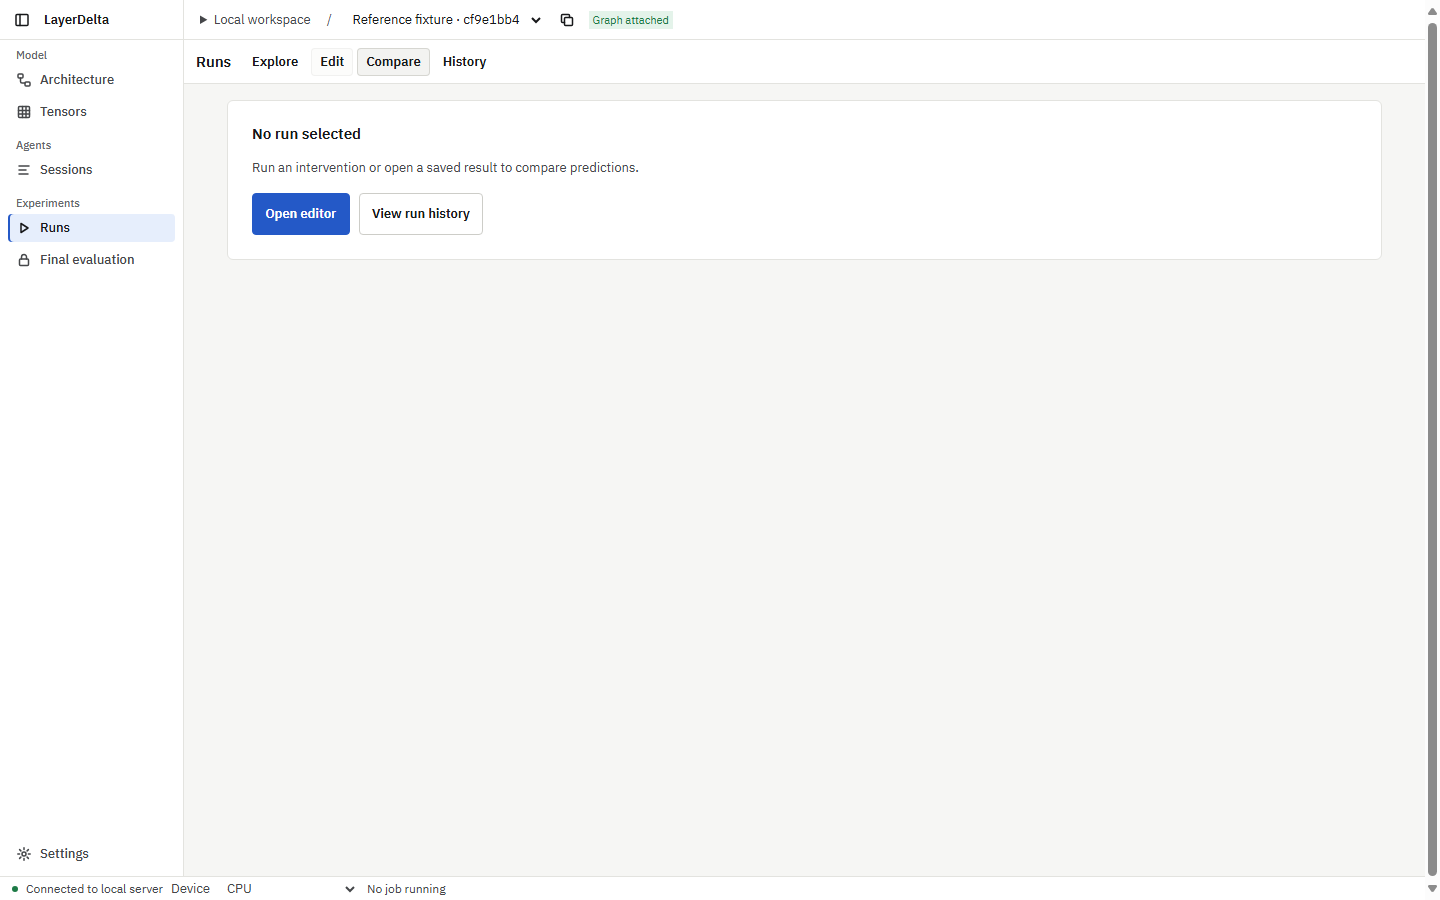 LayerDelta
Local workspace / Reference fixture · cf9e1bb4 Graph attached
Model
Architecture
Tensors
Agents
Sessions
Experiments
Runs
Final evaluation
Settings
Runs Explore Edit Compare History
No run selected
Run an intervention or open a saved result to compare predictions.
Open editor View run history
Connected to local server Device CPU No job running